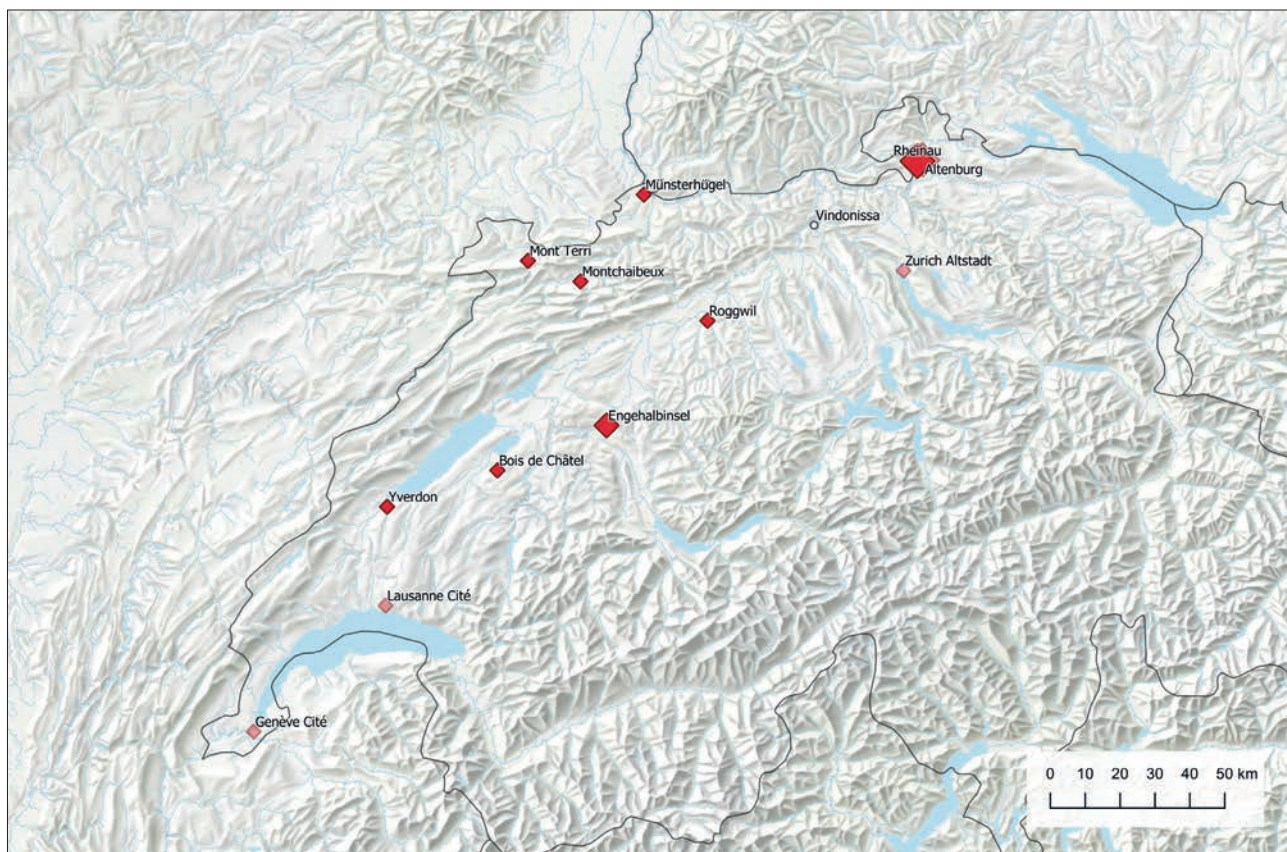 Rheinau
Altenburg
Münsterhügel
Vindonissa
Mont Terri
Zurich Altstadt
Montchaibeux
Roggwil
Engehalbinsel
Bois de Châtel
Yverdon
Lausanne Cité
Genève Cité
0 10 20 30 40 50 km